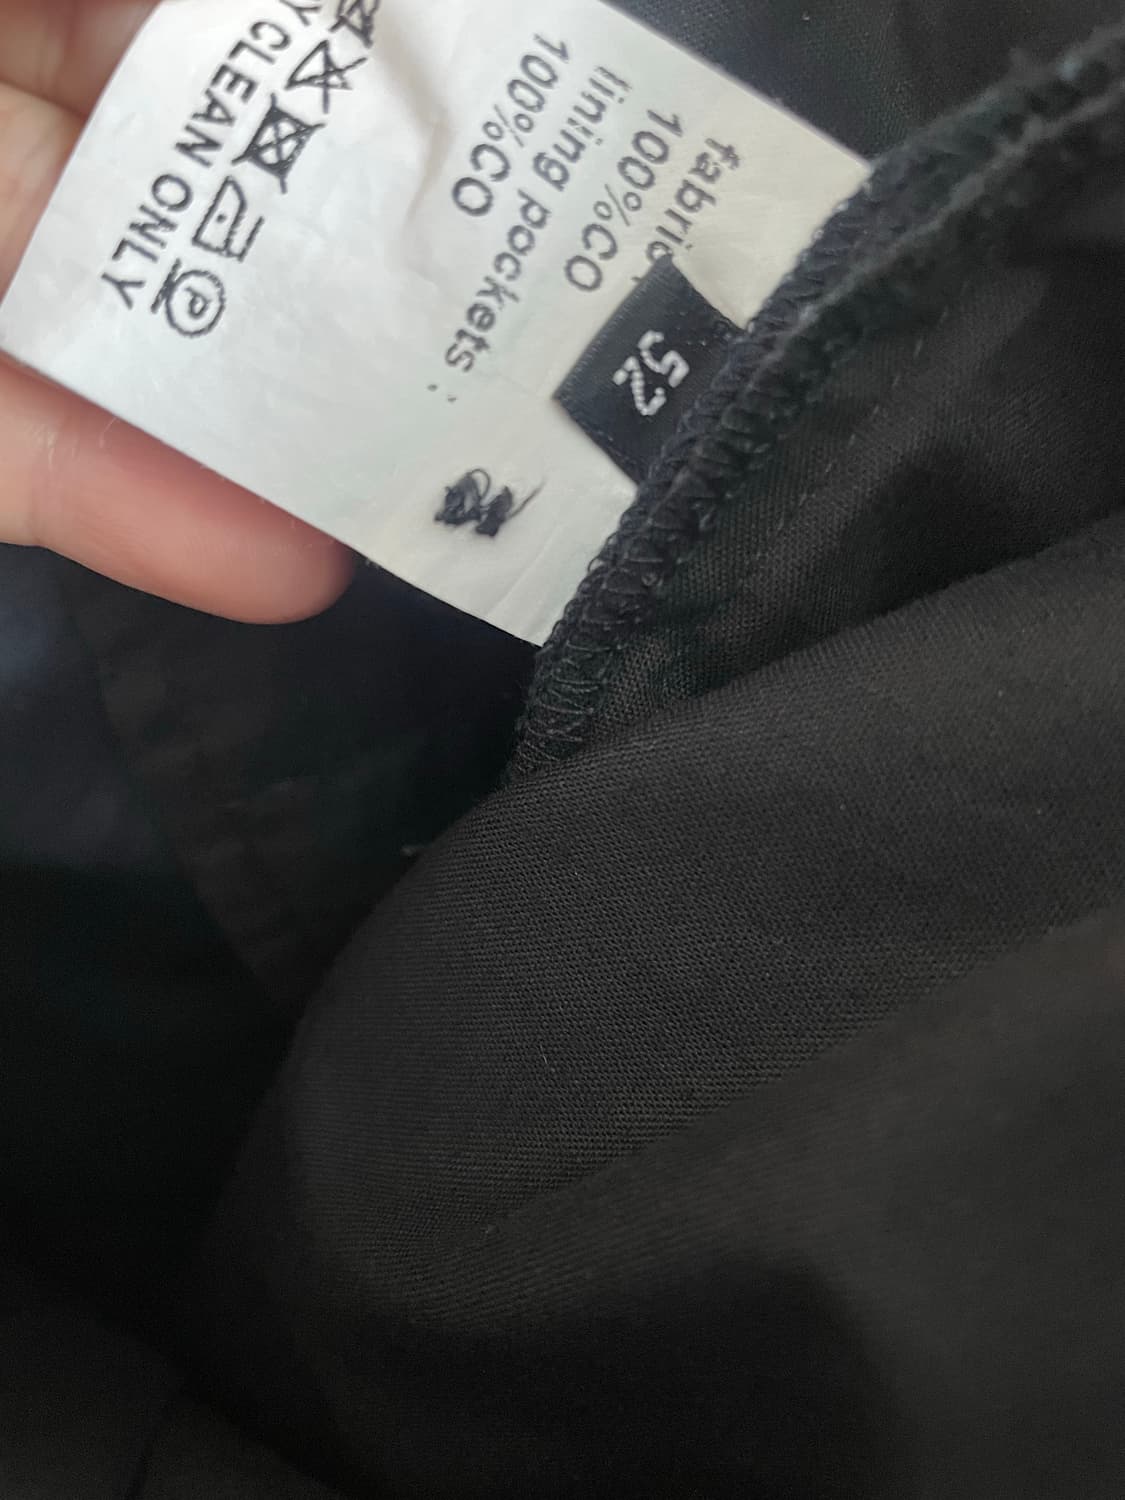 fabric
100%CO
lining pockets :
100%CO
Y CLEAN ONLY
P
52